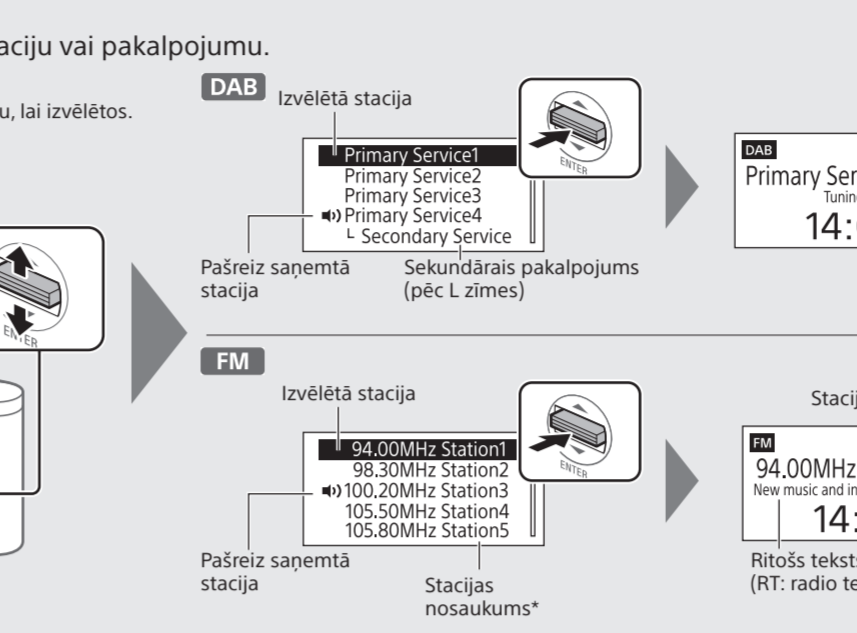 aciju vai pakalpojumu.
u, lai izvēlētos.
ENTER
DAB
Izvēlētā stacija
Primary Service1
Primary Service2
Primary Service3
Primary Service4
└ Secondary Service
ENTER
Pašreiz saņemtā
stacija
Sekundārais pakalpojums
(pēc L zīmes)
DAB
Primary Ser
Tunin
14:
FM
Izvēlētā stacija
94.00MHz Station1
98.30MHz Station2
100.20MHz Station3
105.50MHz Station4
105.80MHz Station5
ENTER
Pašreiz saņemtā
stacija
Stacijas
nosaukums*
Stacij
FM
94.00MHz
New music and in
14:
Ritošs tekst
(RT: radio te